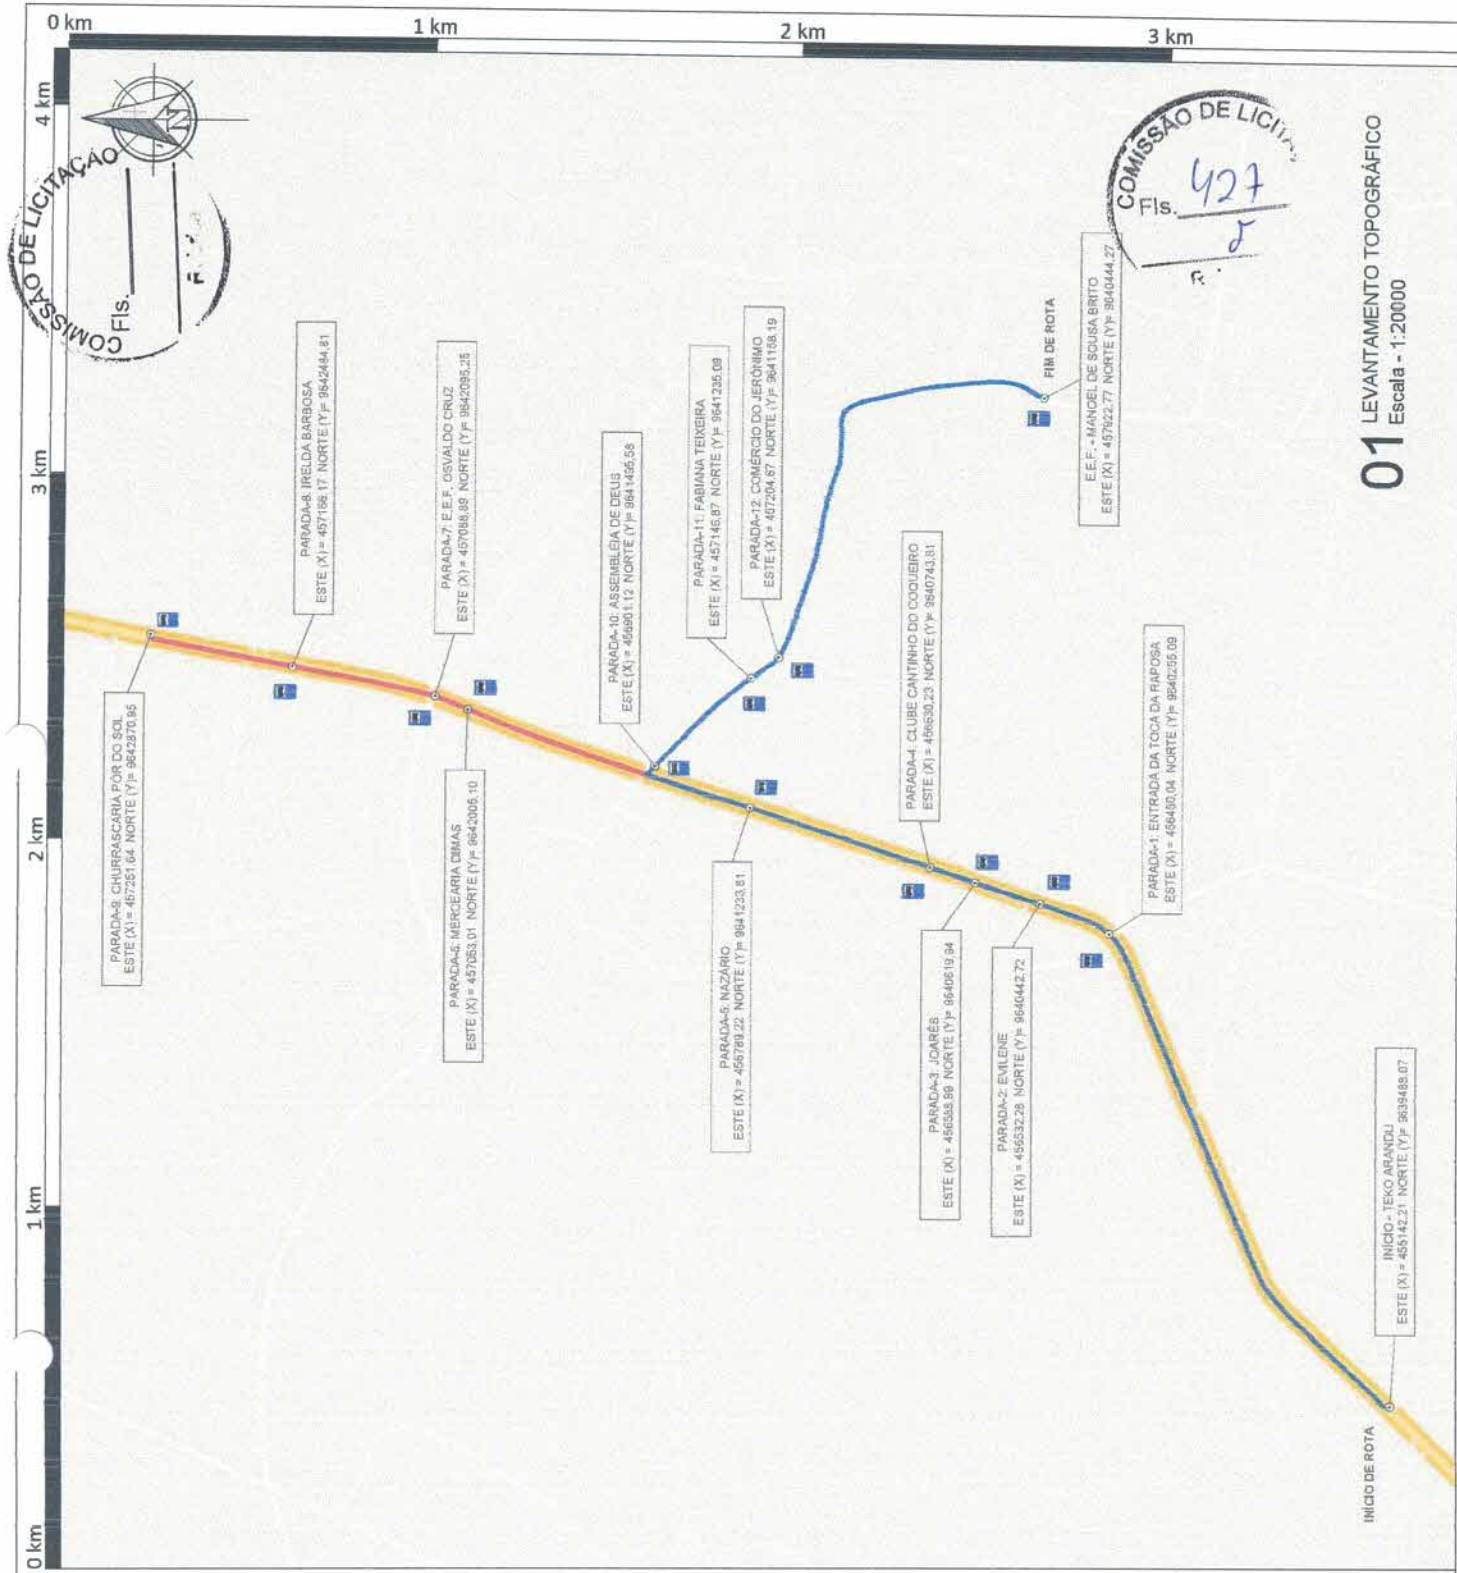 0 km
1 km
2 km
3 km
4 km
3 km
2 km
1 km
0 km
N
COMISSÃO DE LICITAÇÃO
Fls.
COMISSÃO DE LICITA
Fls. 427
PARADA-9: CHURRASCARIA PÔR DO SOL
ESTE (X) = 457251.64 NORTE (Y)= 9642870,95
PARADA-8: IRELDA BARBOSA
ESTE (X) = 457166.17 NORTE (Y)= 9642484,81
PARADA-7: E.E.F. OSVALDO CRUZ
ESTE (X) = 457088,89 NORTE (Y)= 9642095,25
PARADA-6: MERCEARIA DIMAS
ESTE (X) = 457053,01 NORTE (Y)= 9642005,10
PARADA-10: ASSEMBLEIA DE DEUS
ESTE (X) = 456901.12 NORTE (Y)= 9641495,58
PARADA-11: FABIANA TEIXEIRA
ESTE (X) = 457146,87 NORTE (Y)= 9641235.09
PARADA-12: COMÉRCIO DO JERÔNIMO
ESTE (X) = 457204.67 NORTE (Y)= 9641158,19
PARADA-5: NAZÁRIO
ESTE (X) = 456789,22 NORTE (Y)= 9641233,81
PARADA-4: CLUBE CANTINHO DO COQUEIRO
ESTE (X) = 456630,23 NORTE (Y)= 9640743,81
PARADA-3: JOARÊS
ESTE (X) = 456588,99 NORTE (Y)= 9640619,94
PARADA-2: EVILENE
ESTE (X) = 456532,28 NORTE (Y)= 9640442,72
PARADA-1: ENTRADA DA TOCA DA RAPOSA
ESTE (X) = 456450,04 NORTE (Y)= 9640255,09
FIM DE ROTA
E.E.F. - MANOEL DE SOUSA BRITO
ESTE (X) = 457922.77 NORTE (Y)= 9640444,27
INÍCIO - TEKO ARANDU
ESTE (X) = 455142,21 NORTE (Y)= 9639488,07
INÍCIO DE ROTA
01 LEVANTAMENTO TOPOGRÁFICO
Escala - 1:20000